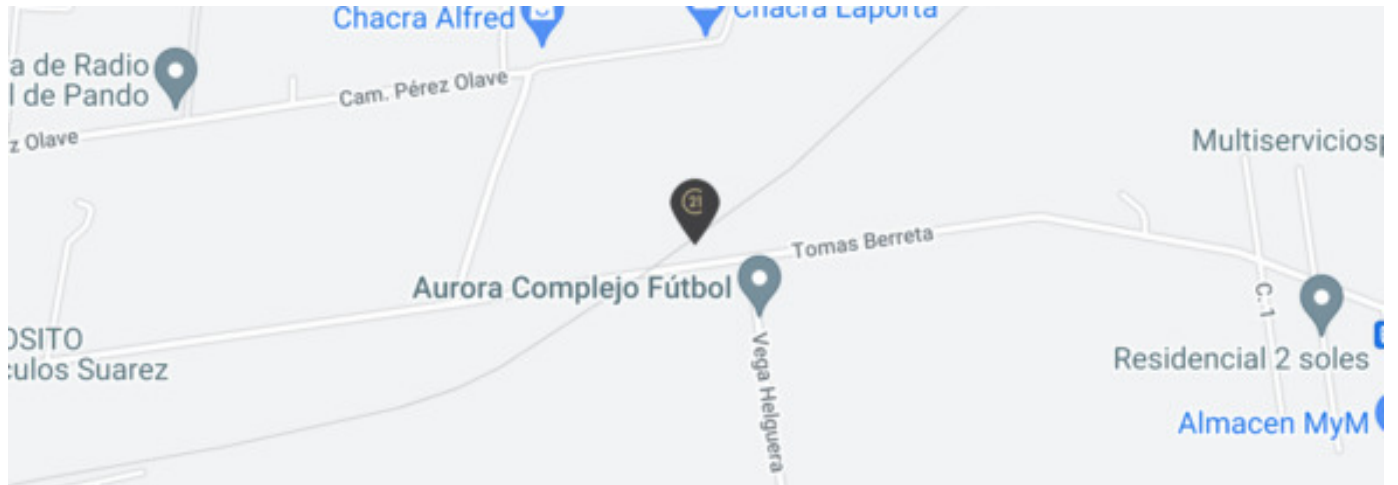 Chacra Alfred
Chacra Laporta
a de Radio
l de Pando
Cam. Pérez Olave
z Olave
Multiservicios
21
Tomas Berreta
Aurora Complejo Fútbol
C. 1
OSITO
culos Suarez
Vega Helguera
Residencial 2 soles
Almacen MyM